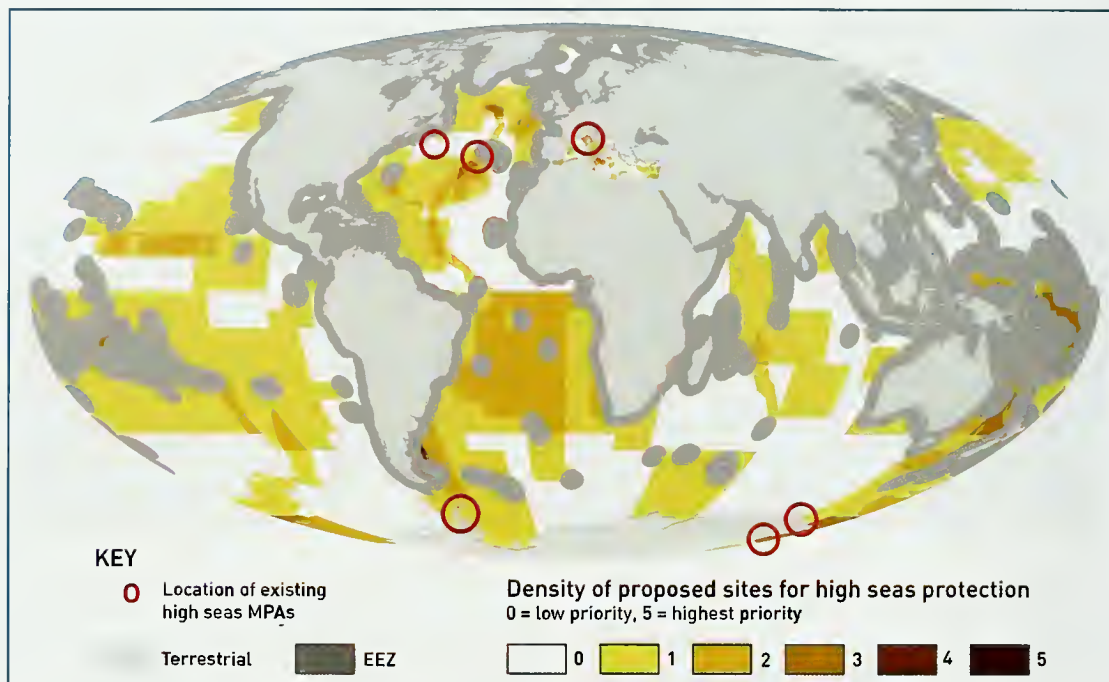 KEY
Location of existing
high seas MPAs
Terrestrial
EEZ
Density of proposed sites for high seas protection
0 = low priority, 5 = highest priority
0 1 2 3 4 5